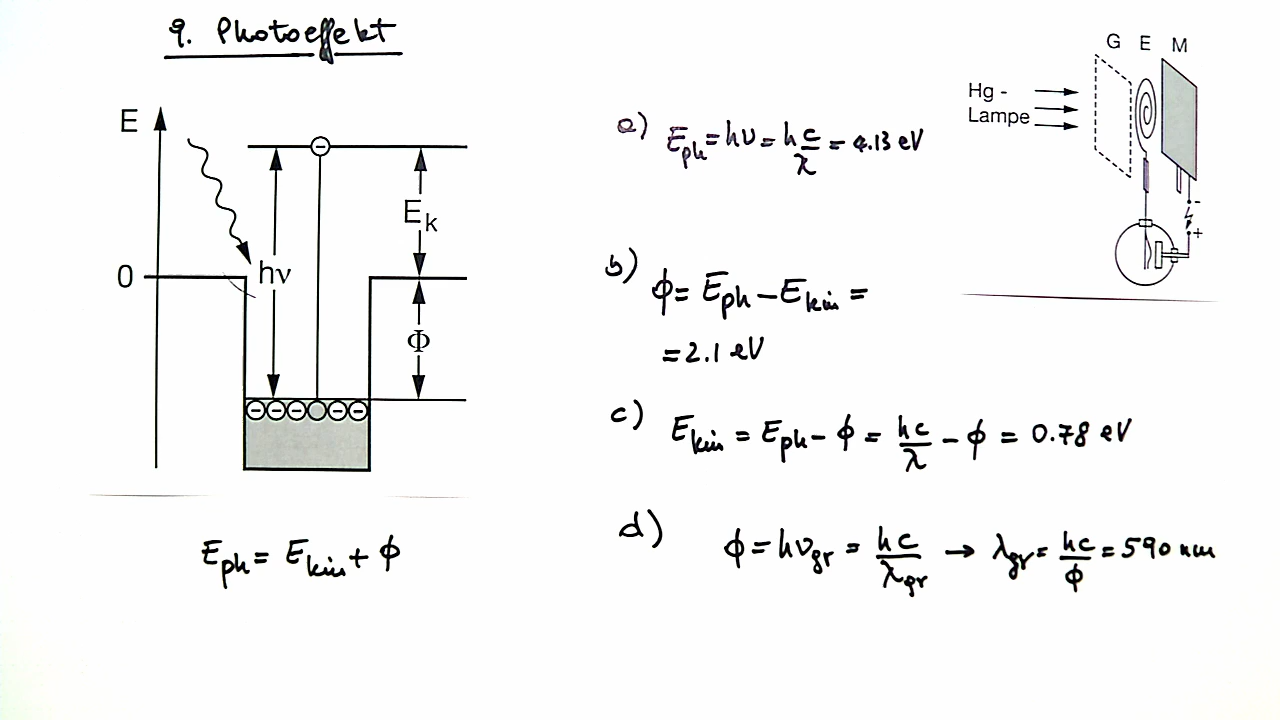 9. Photoeffekt
E
0
hν
E_k
Φ
E_ph = E_kin + ϕ
G E M
Hg -
Lampe
-
+
a) E_ph = hν = h c/λ = 4.13 eV
b) ϕ = E_ph – E_kin =
= 2.1 eV
c) E_kin = E_ph – ϕ = hc/λ – ϕ = 0.78 eV
d) ϕ = hν_gr = hc/λ_gr → λ_gr = hc/ϕ = 590 nm